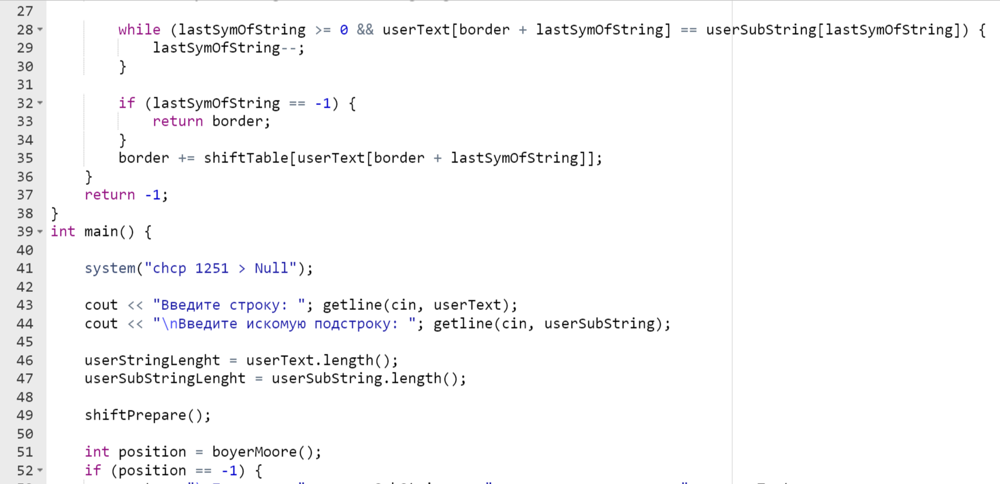 27
28 while (lastSymOfString >= 0 && userText[border + lastSymOfString] == userSubString[lastSymOfString]) {
29 lastSymOfString--;
30 }
31
32 if (lastSymOfString == -1) {
33 return border;
34 }
35 border += shiftTable[userText[border + lastSymOfString]];
36 }
37 return -1;
38 }
39 int main() {
40
41 system("chcp 1251 > Null");
42
43 cout << "Введите строку: "; getline(cin, userText);
44 cout << "\nВведите искомую подстроку: "; getline(cin, userSubString);
45
46 userStringLenght = userText.length();
47 userSubStringLenght = userSubString.length();
48
49 shiftPrepare();
50
51 int position = boyerMoore();
52 if (position == -1) {